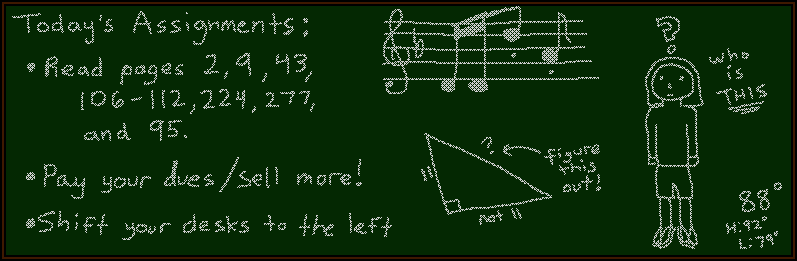 Today's Assignments:
•Read pages 2, 9, 43,
106-112, 224, 277,
and 95.
•Pay your dues/sell more!
•Shift your desks to the left
?
figure
this
out!
11
not 11
?
who
is
THIS
88°
H:92°
L:79°